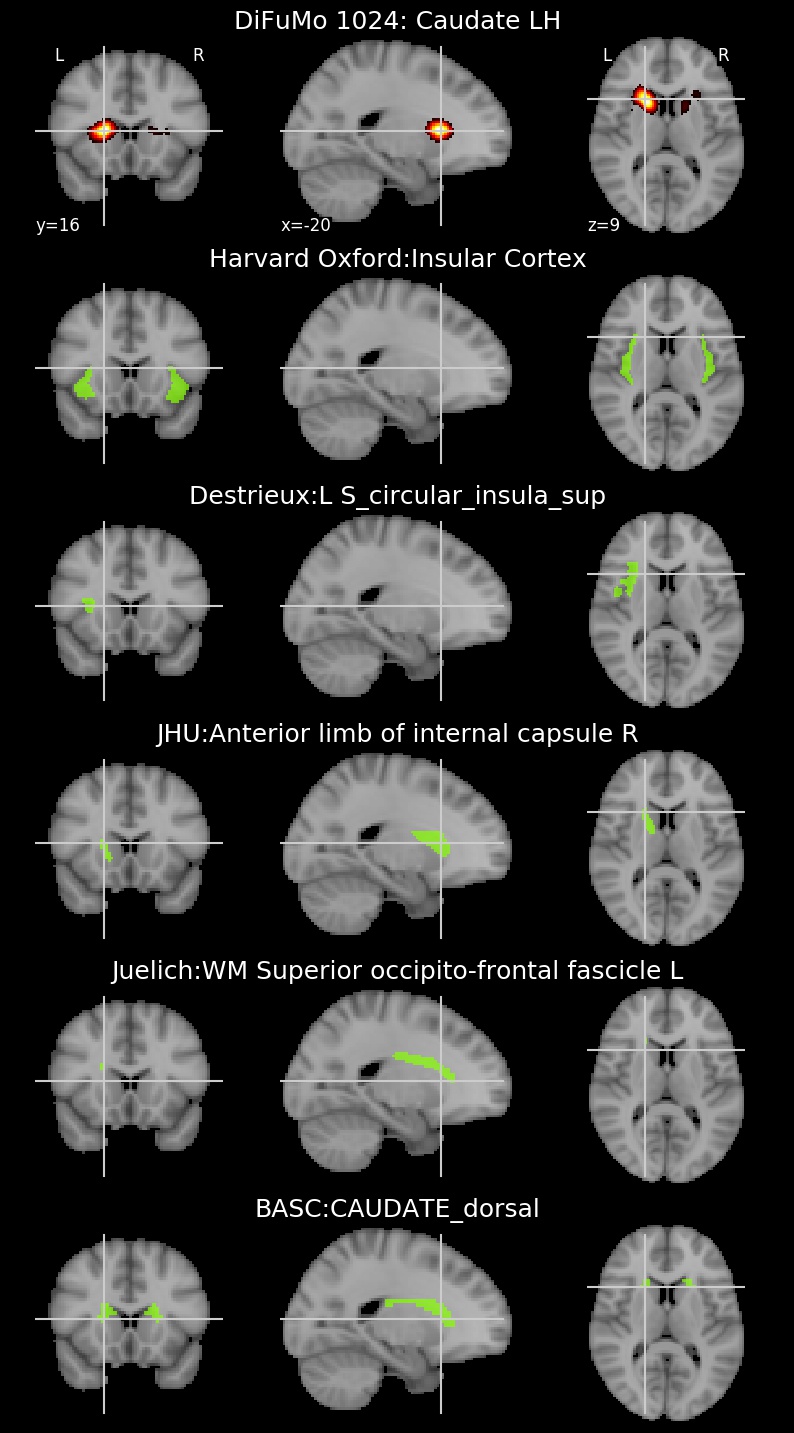 DiFuMo 1024: Caudate LH
L R L R
y=16 x=-20 z=9
Harvard Oxford:Insular Cortex
Destrieux:L S_circular_insula_sup
JHU:Anterior limb of internal capsule R
Juelich:WM Superior occipito-frontal fascicle L
BASC:CAUDATE_dorsal